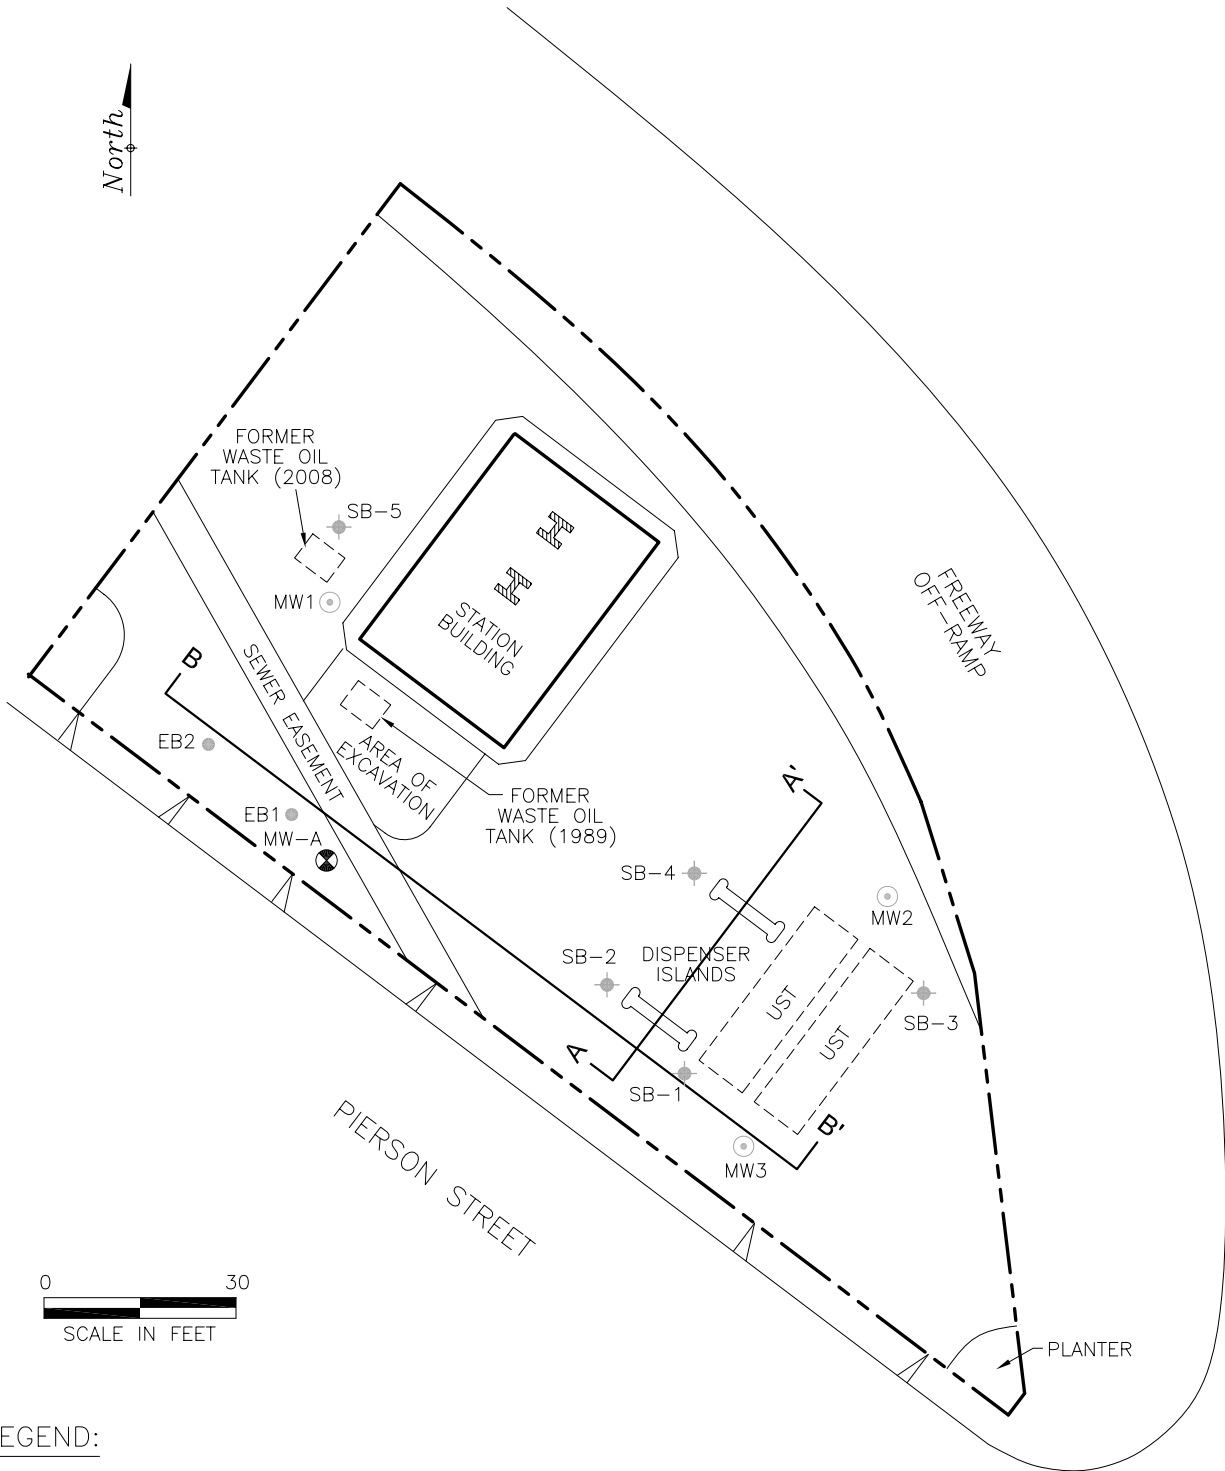 North
FORMER
WASTE OIL
TANK (2008)
SB-5
MW1
STATION
BUILDING
FREEWAY
OFF-RAMP
B
SEWER EASEMENT
EB2
AREA OF
EXCAVATION
FORMER
WASTE OIL
TANK (1989)
A'
EB1
MW-A
SB-4
MW2
SB-2
DISPENSER
ISLANDS
UST
UST
SB-3
A
SB-1
B'
MW3
PIERSON STREET
0 30
SCALE IN FEET
PLANTER
EGEND: